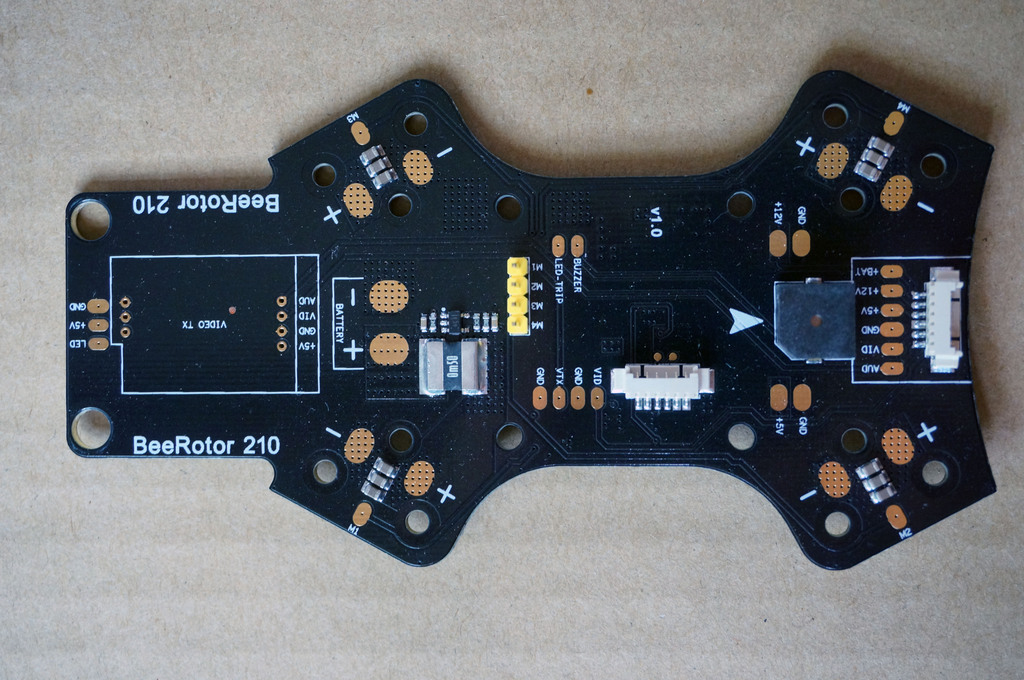 BeeRotor 210
M3
−
+
M4
+
−
v1.0
+12V
GND
BUZZER
LED-TRIP
M1
M2
M3
M4
GND
+5V
LED
VIDEO TX
AUD
VID
GND
+5V
BATTERY
−
+
0m50
+BAY
+12V
+5V
GND
VID
AUD
GND
VTX
GND
VID
+5V
GND
BeeRotor 210
−
+
M1
−
+
M2